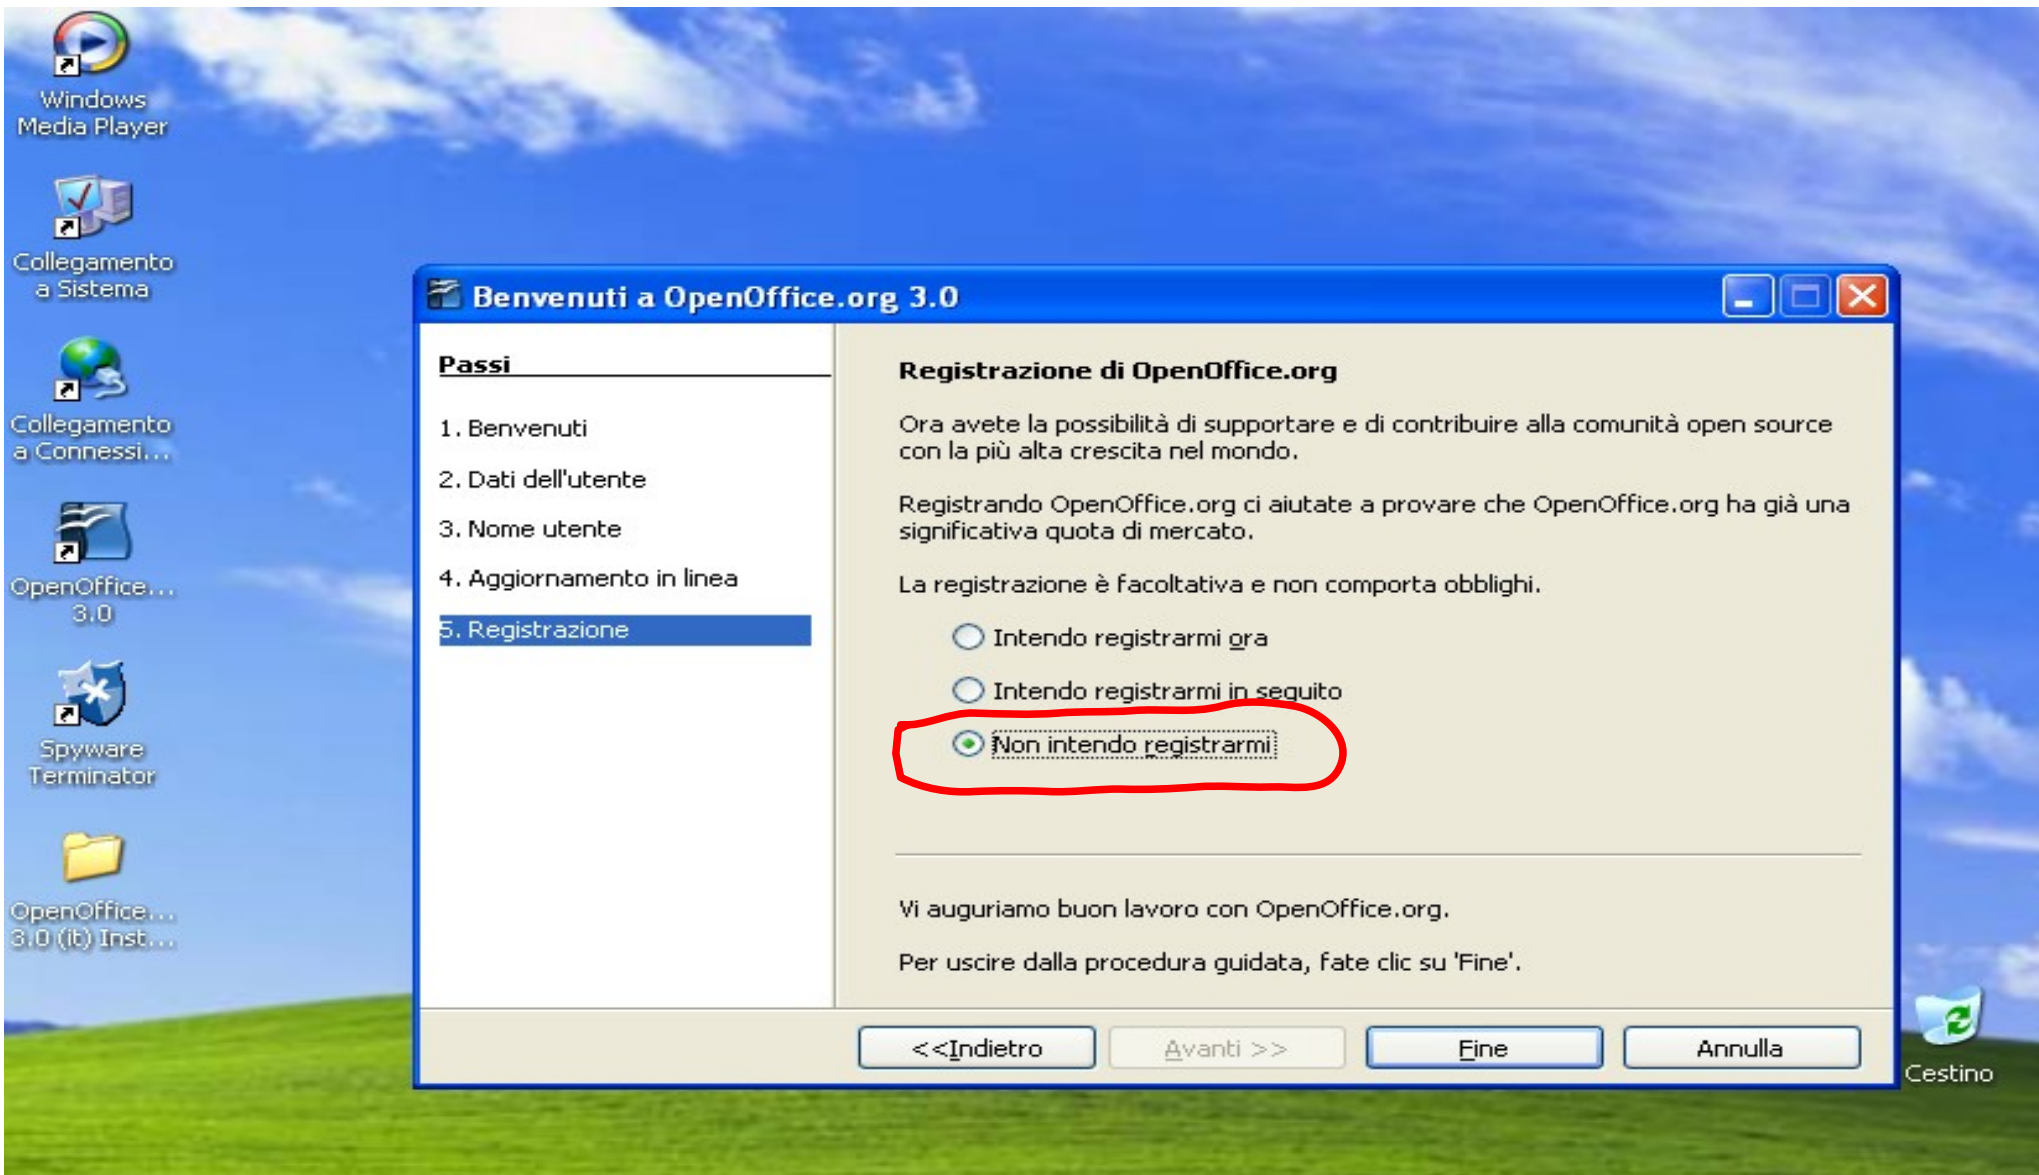 Windows
Media Player
Collegamento
a Sistema
Collegamento
a Connessi...
OpenOffice...
3.0
Spyware
Terminator
OpenOffice...
3.0 (it) Inst...
Benvenuti a OpenOffice.org 3.0
Passi
1. Benvenuti
2. Dati dell'utente
3. Nome utente
4. Aggiornamento in linea
5. Registrazione
Registrazione di OpenOffice.org
Ora avete la possibilità di supportare e di contribuire alla comunità open source
con la più alta crescita nel mondo.
Registrando OpenOffice.org ci aiutate a provare che OpenOffice.org ha già una
significativa quota di mercato.
La registrazione è facoltativa e non comporta obblighi.
Intendo registrarmi ora
Intendo registrarmi in seguito
Non intendo registrarmi
Vi auguriamo buon lavoro con OpenOffice.org.
Per uscire dalla procedura guidata, fate clic su 'Fine'.
<<Indietro
Avanti >>
Fine
Annulla
Cestino